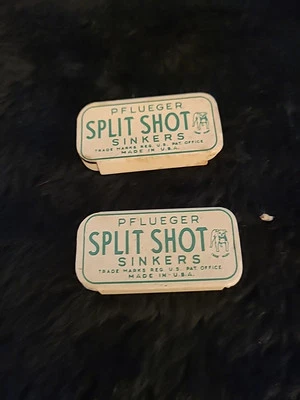 PFLUEGER
SPLIT SHOT
SINKERS
TRADE MARKS REG. U.S. PAT. OFFICE
MADE IN U.S.A.
PFLUEGER
SPLIT SHOT
SINKERS
TRADE MARKS REG. U.S. PAT. OFFICE
MADE IN U.S.A.